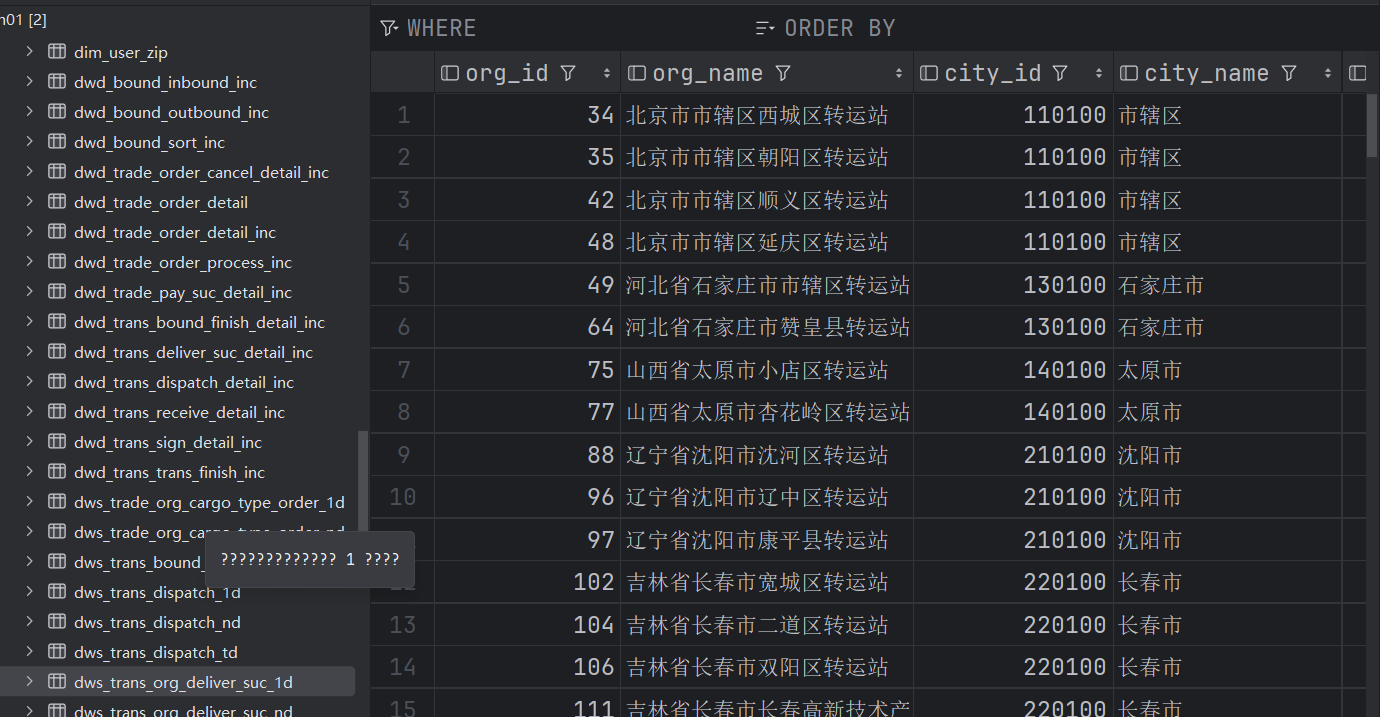 n01 [2]
dim_user_zip
dwd_bound_inbound_inc
dwd_bound_outbound_inc
dwd_bound_sort_inc
dwd_trade_order_cancel_detail_inc
dwd_trade_order_detail
dwd_trade_order_detail_inc
dwd_trade_order_process_inc
dwd_trade_pay_suc_detail_inc
dwd_trans_bound_finish_detail_inc
dwd_trans_deliver_suc_detail_inc
dwd_trans_dispatch_detail_inc
dwd_trans_receive_detail_inc
dwd_trans_sign_detail_inc
dwd_trans_trans_finish_inc
dws_trade_org_cargo_type_order_1d
dws_trade_org_cargo_type_order_nd
dws_trans_bound_
????????????? 1 ????
dws_trans_dispatch_1d
dws_trans_dispatch_nd
dws_trans_dispatch_td
dws_trans_org_deliver_suc_1d
dws_trans_org_deliver_suc_nd
WHERE ORDER BY
org_id org_name city_id city_name
1 34 北京市市辖区西城区转运站 110100 市辖区
2 35 北京市市辖区朝阳区转运站 110100 市辖区
3 42 北京市市辖区顺义区转运站 110100 市辖区
4 48 北京市市辖区延庆区转运站 110100 市辖区
5 49 河北省石家庄市市辖区转运站 130100 石家庄市
6 64 河北省石家庄市赞皇县转运站 130100 石家庄市
7 75 山西省太原市小店区转运站 140100 太原市
8 77 山西省太原市杏花岭区转运站 140100 太原市
9 88 辽宁省沈阳市沈河区转运站 210100 沈阳市
10 96 辽宁省沈阳市辽中区转运站 210100 沈阳市
97 辽宁省沈阳市康平县转运站 210100 沈阳市
102 吉林省长春市宽城区转运站 220100 长春市
13 104 吉林省长春市二道区转运站 220100 长春市
14 106 吉林省长春市双阳区转运站 220100 长春市
15 111 吉林省长春市长春高新技术产 220100 长春市